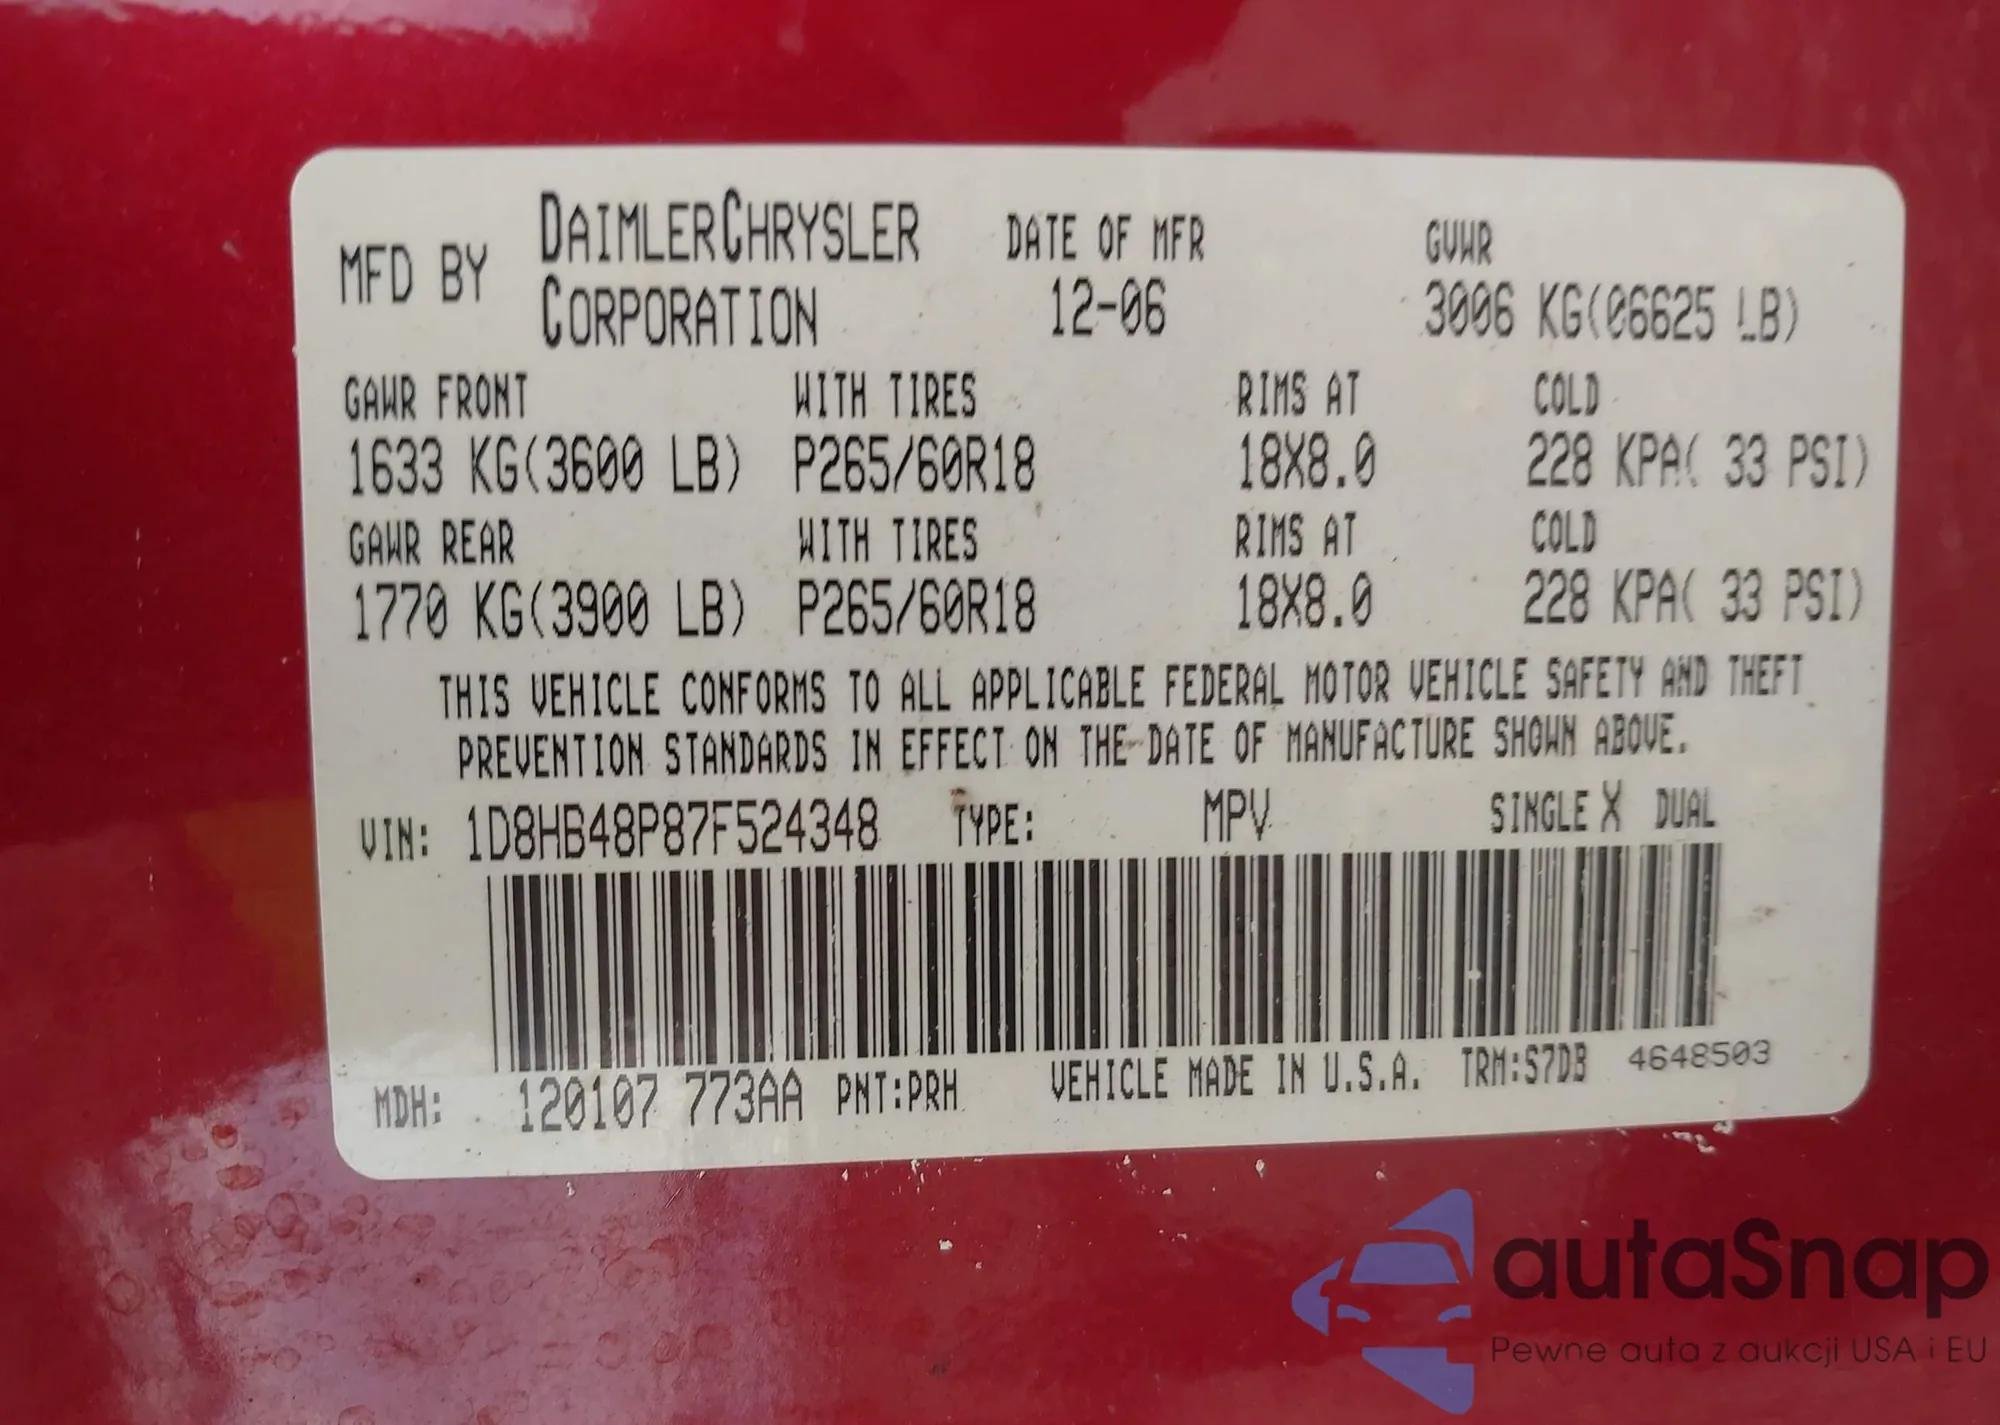 MFD BY DAIMLERCHRYSLER CORPORATION DATE OF MFR 12-06 GVWR 3006 KG(06625 LB)
GAWR FRONT WITH TIRES RIMS AT COLD
1633 KG(3600 LB) P265/60R18 18X8.0 228 KPA( 33 PSI)
GAWR REAR WITH TIRES RIMS AT COLD
1770 KG(3900 LB) P265/60R18 18X8.0 228 KPA( 33 PSI)
THIS VEHICLE CONFORMS TO ALL APPLICABLE FEDERAL MOTOR VEHICLE SAFETY AND THEFT
PREVENTION STANDARDS IN EFFECT ON THE DATE OF MANUFACTURE SHOWN ABOVE.
VIN: 1D8HB48P87F524348 TYPE: MPV SINGLE X DUAL
MDH: 120107 773AA PNT:PRH VEHICLE MADE IN U.S.A. TRM:S7DB 4648503
autaSnap
Pewne auta z aukcji USA i EU